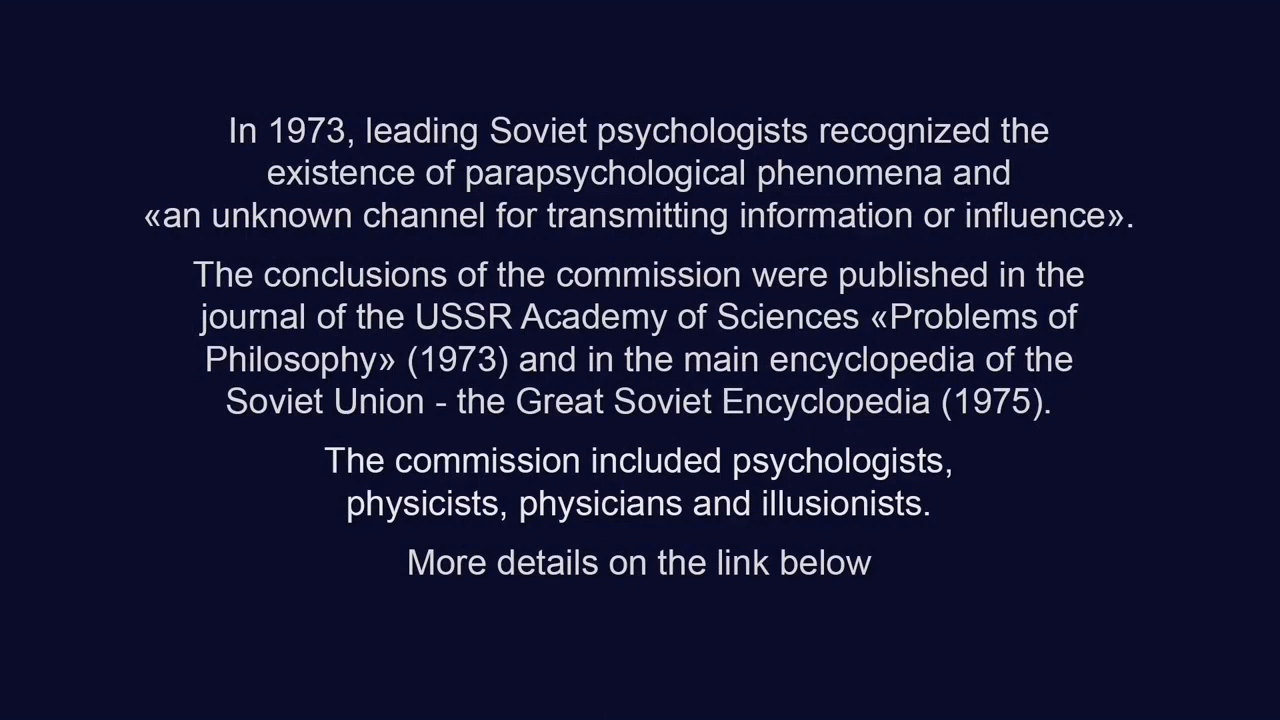 In 1973, leading Soviet psychologists recognized the
existence of parapsychological phenomena and
«an unknown channel for transmitting information or influence».
The conclusions of the commission were published in the
journal of the USSR Academy of Sciences «Problems of
Philosophy» (1973) and in the main encyclopedia of the
Soviet Union - the Great Soviet Encyclopedia (1975).
The commission included psychologists,
physicists, physicians and illusionists.
More details on the link below